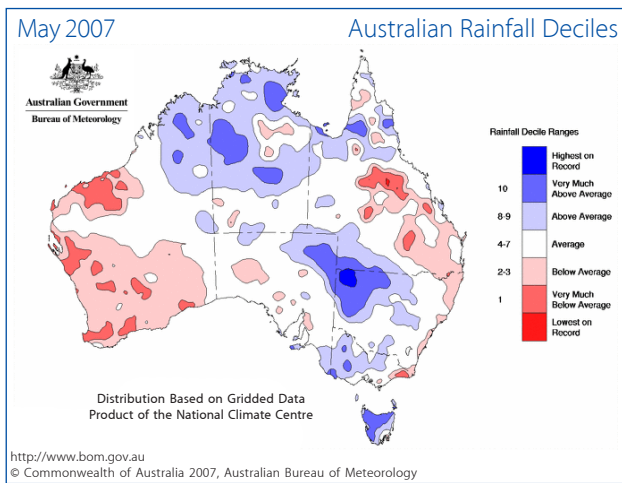 May 2007
Australian Rainfall Deciles
Australian Government
Bureau of Meteorology
Rainfall Decile Ranges
Highest on
Record
10
Very Much
Above Average
8-9
Above Average
4-7
Average
2-3
Below Average
1
Very Much
Below Average
Lowest on
Record
Distribution Based on Gridded Data
Product of the National Climate Centre
http://www.bom.gov.au
© Commonwealth of Australia 2007, Australian Bureau of Meteorology